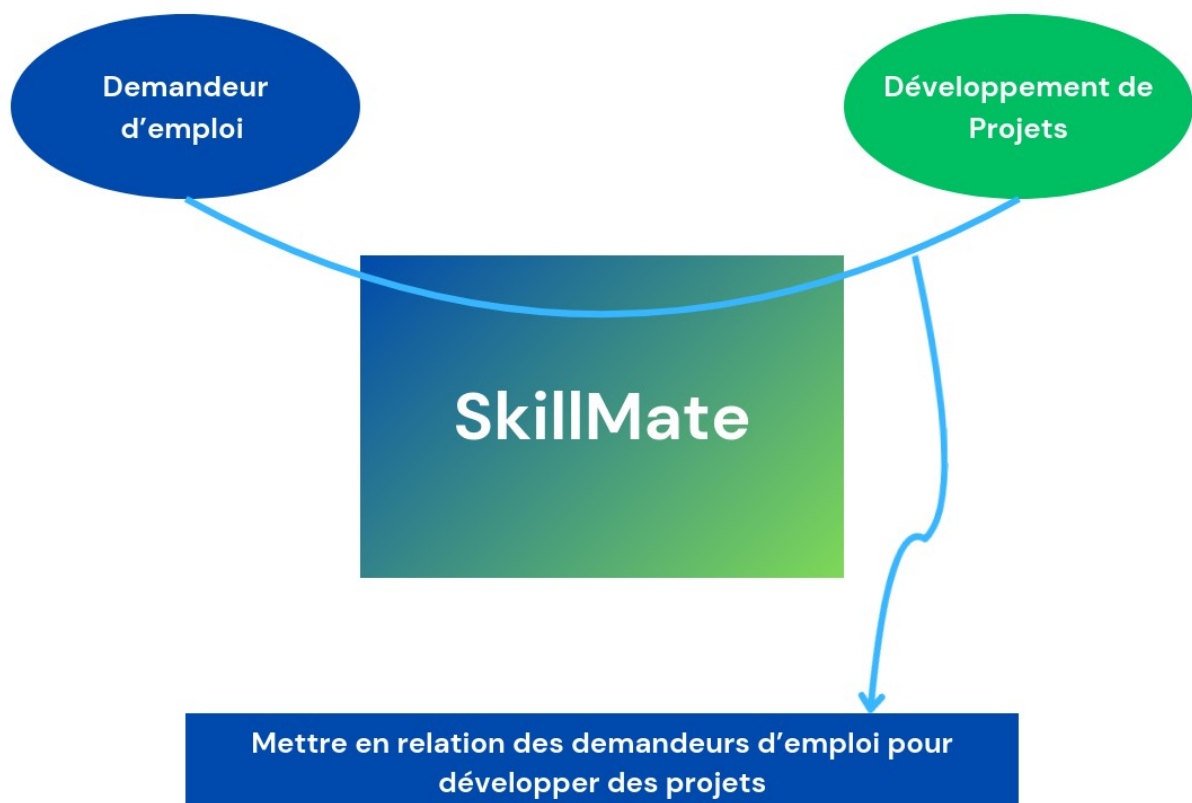 Demandeur
d’emploi
Développement de
Projets
SkillMate
Mettre en relation des demandeurs d’emploi pour
développer des projets